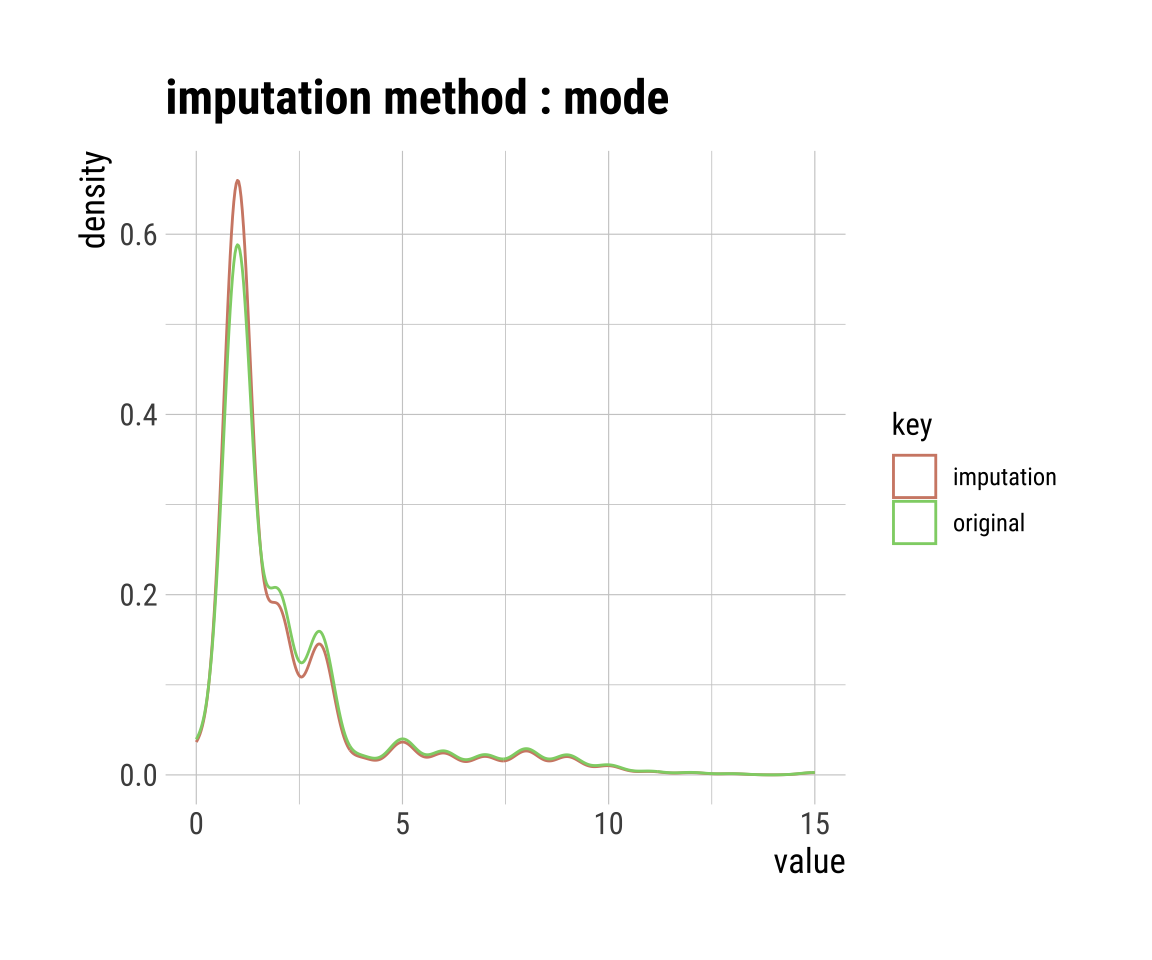 imputation method : mode
density
0.6
0.4
0.2
0.0
0 5 10 15
value
key
imputation
original